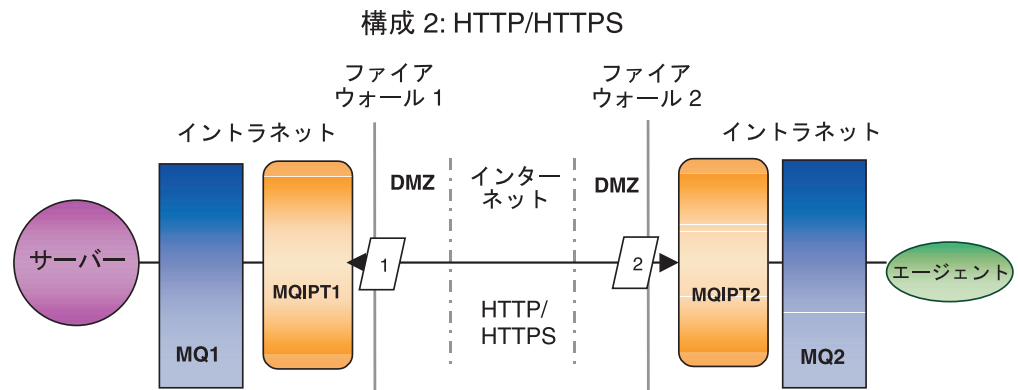 構成 2: HTTP/HTTPS
ファイア
ウォール 1
ファイア
ウォール 2
イントラネット
イントラネット
DMZ
インター
ネット
DMZ
サーバー
1
2
エージェント
MQIPT1
MQIPT2
HTTP/
HTTPS
MQ1
MQ2